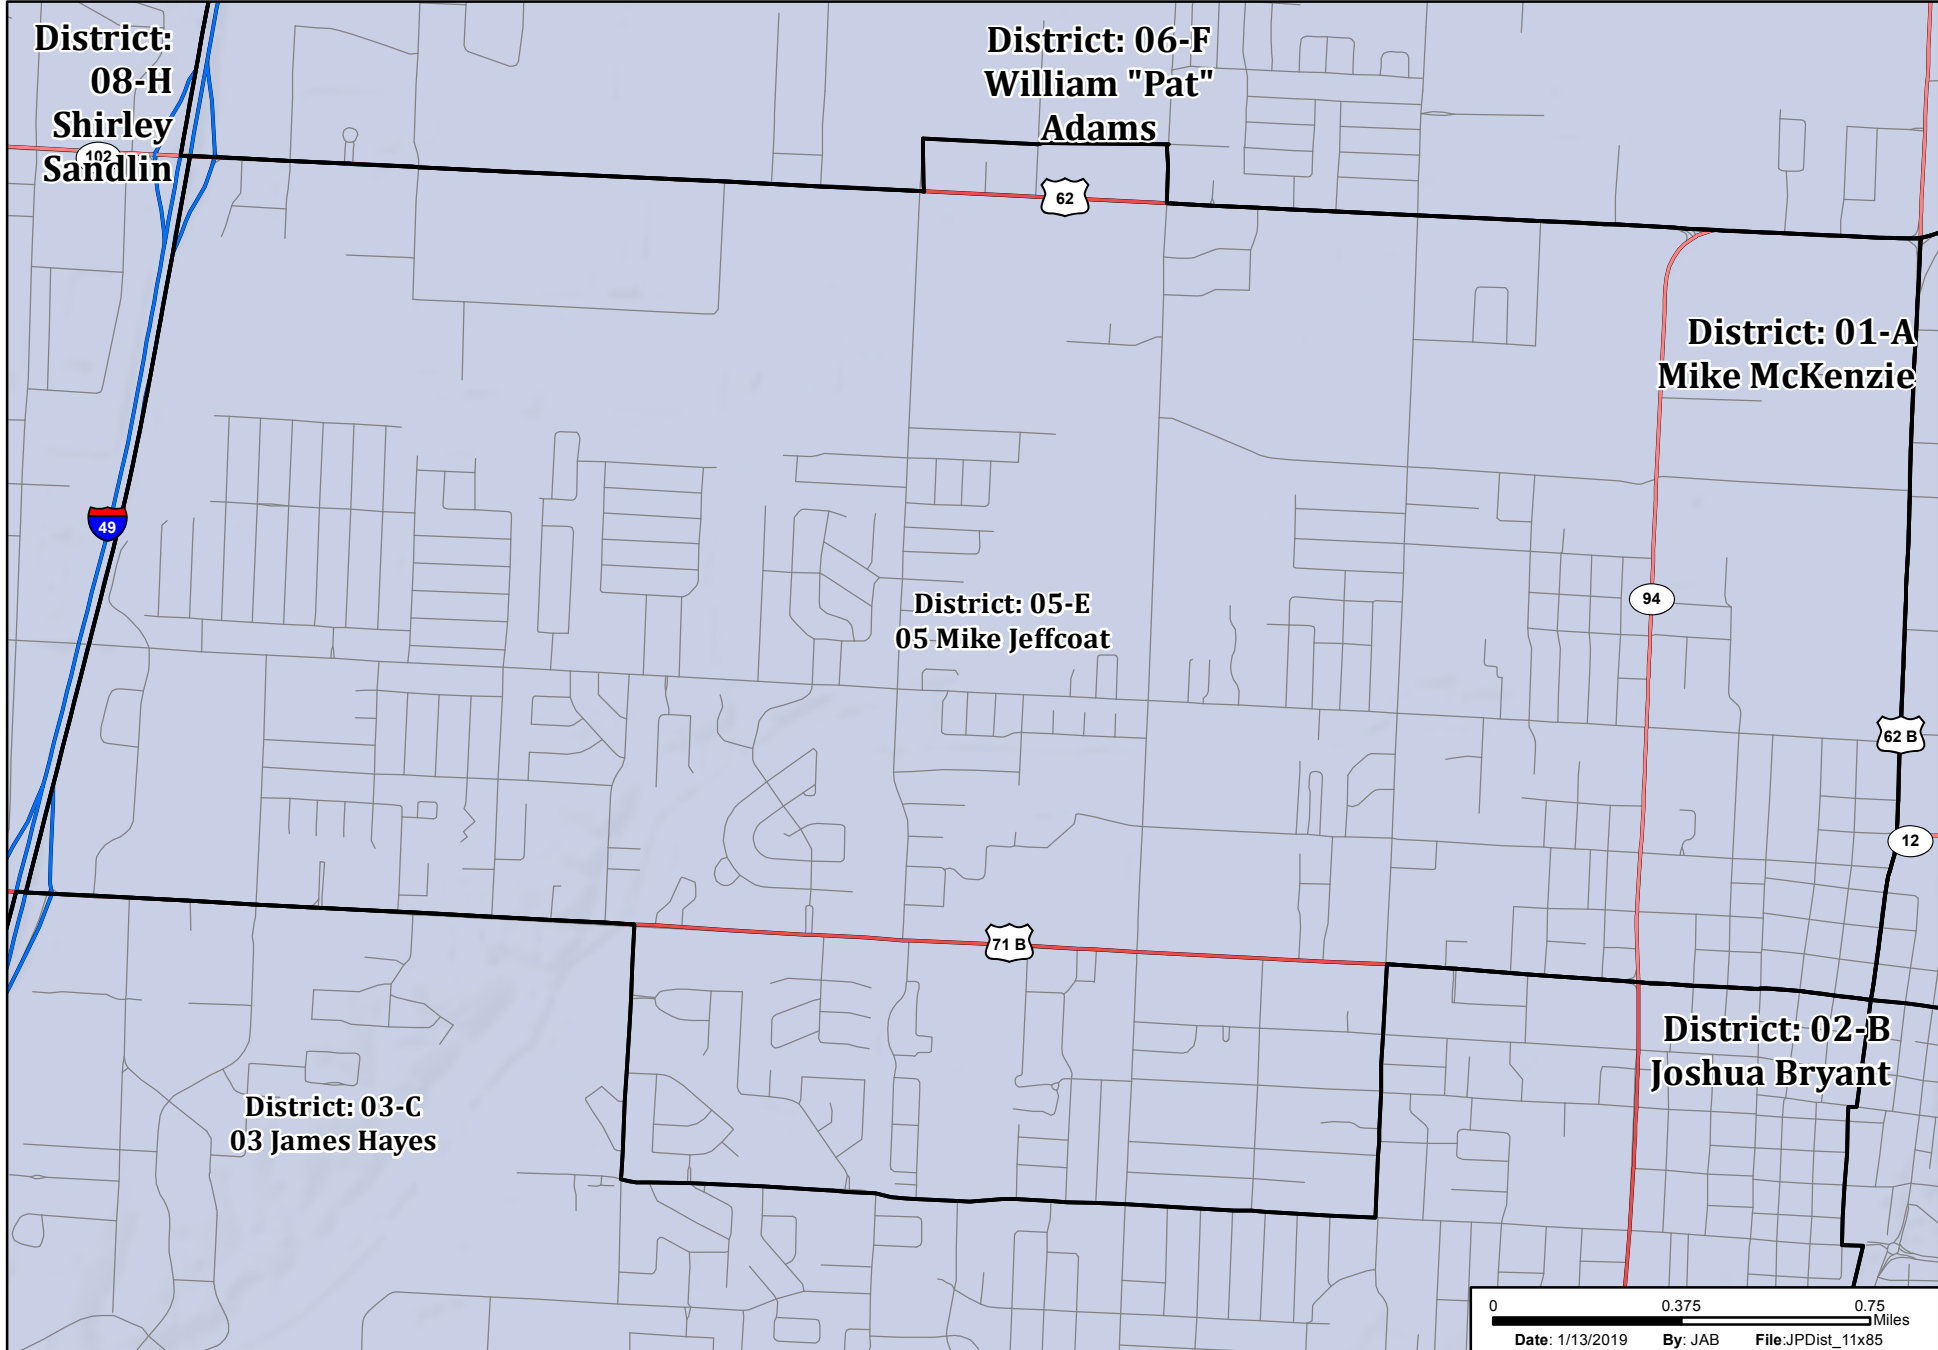 District:
08-H
Shirley
Sandlin
102
District: 06-F
William "Pat"
Adams
62
District: 01-A
Mike McKenzie
49
94
District: 05-E
05 Mike Jeffcoat
62 B
12
71 B
District: 02-B
Joshua Bryant
District: 03-C
03 James Hayes
0 0.375 0.75
Miles
Date: 1/13/2019 By: JAB File:JPDist_11x85